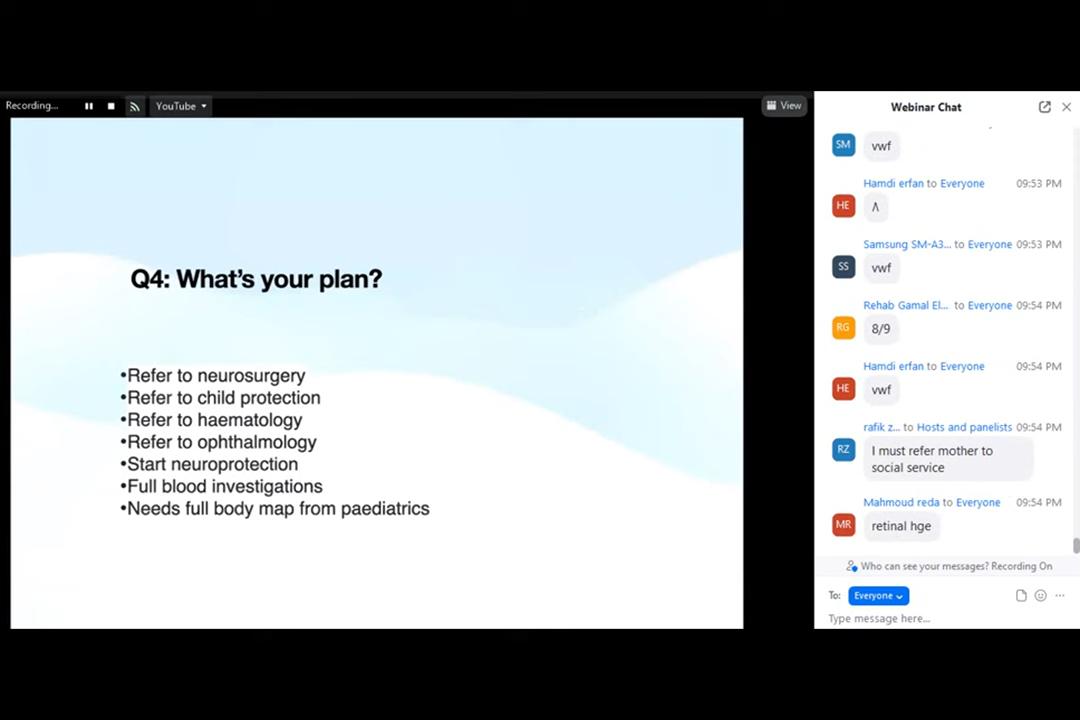 Recording...
YouTube
View
Webinar Chat
Q4: What's your plan?
•Refer to neurosurgery
•Refer to child protection
•Refer to haematology
•Refer to ophthalmology
•Start neuroprotection
•Full blood investigations
•Needs full body map from paediatrics
SM
vwf
Hamdi erfan to Everyone 09:53 PM
HE
٨
Samsung SM-A3... to Everyone 09:53 PM
SS
vwf
Rehab Gamal El... to Everyone 09:54 PM
RG
8/9
Hamdi erfan to Everyone 09:54 PM
HE
vwf
rafik z... to Hosts and panelists 09:54 PM
RZ
I must refer mother to
social service
Mahmoud reda to Everyone 09:54 PM
MR
retinal hge
Who can see your messages? Recording On
To: Everyone
Type message here...